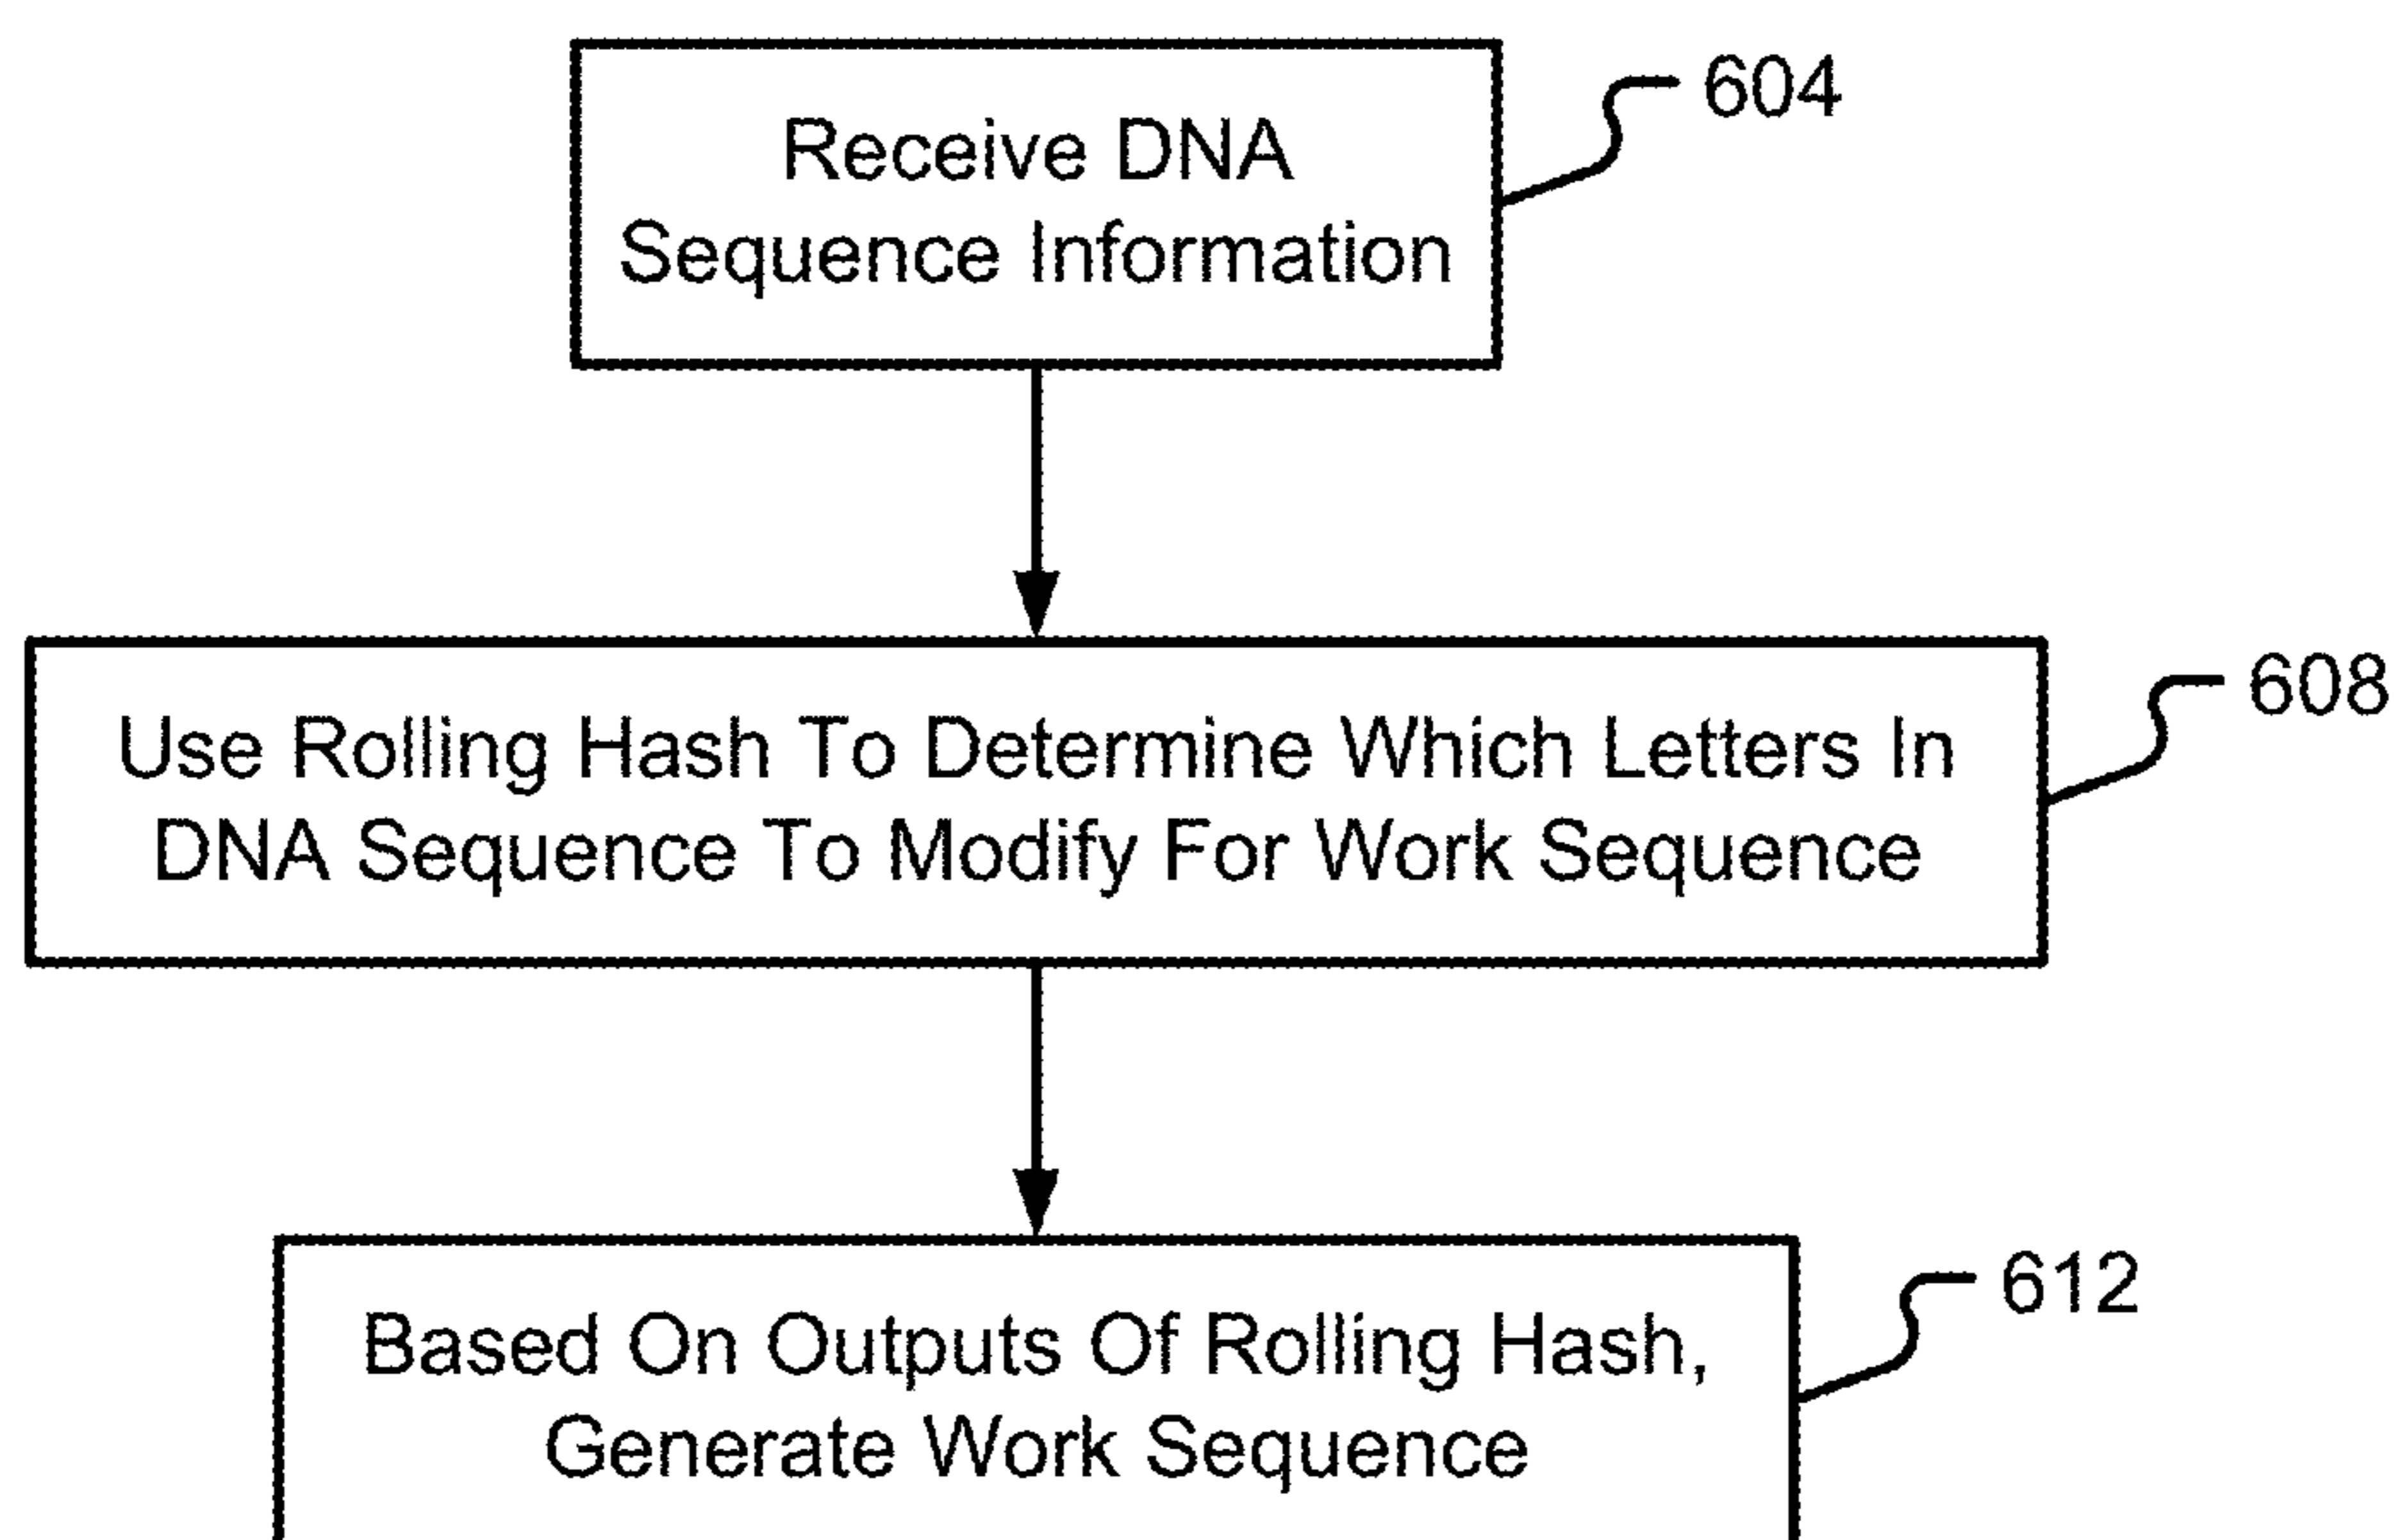 Receive DNA
Sequence Information
604
Use Rolling Hash To Determine Which Letters In
DNA Sequence To Modify For Work Sequence
608
Based On Outputs Of Rolling Hash,
Generate Work Sequence
612